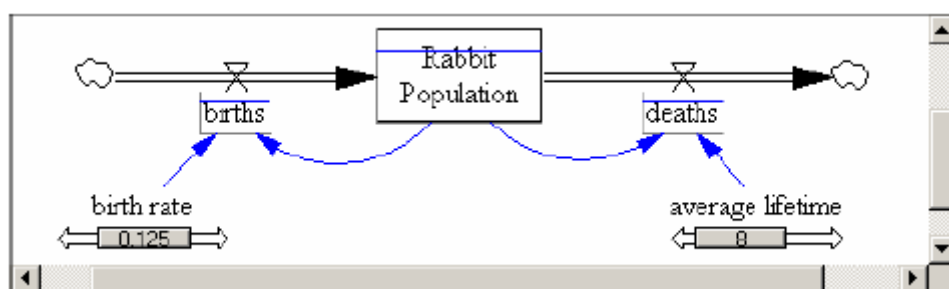 Rabbit
Population
births
deaths
birth rate
average lifetime
0.125
8